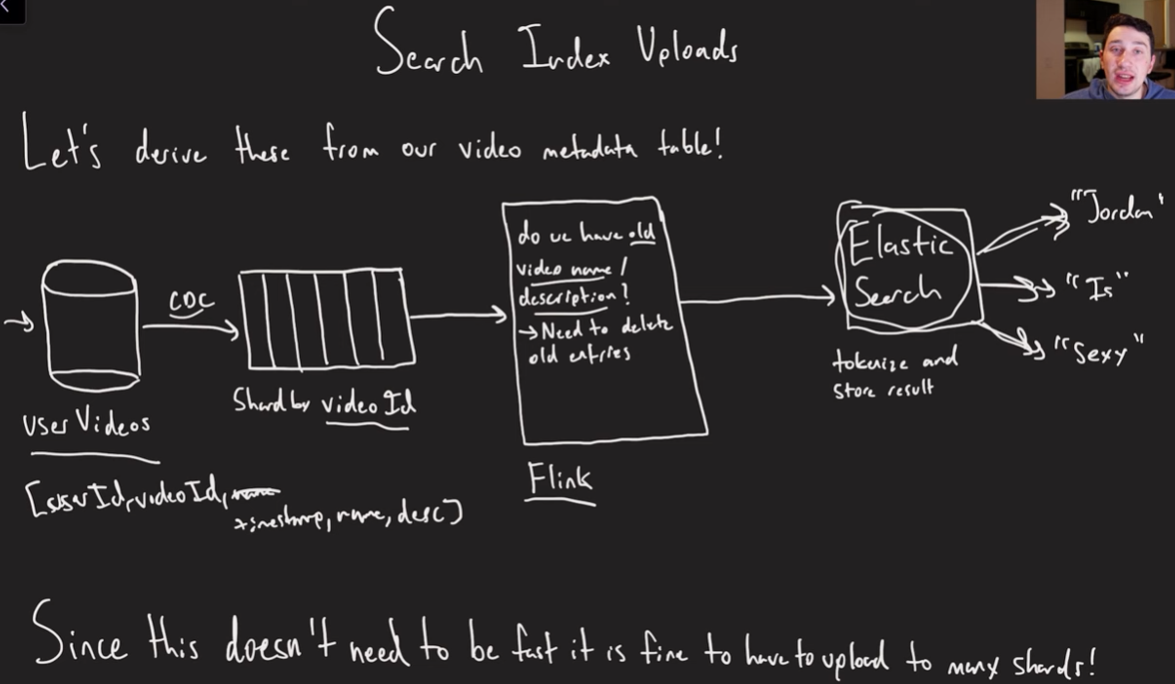 Search Index Uploads
Let's derive these from our video metadata table!
CDC
User Videos
[userId, videoId, name
timestamp, name, desc]
Shard by video Id
do we have old
video name /
description?
→ Need to delete
old entries
Flink
Elastic
Search
tokenize and
store result
"Jordan"
"Is"
"Sexy"
Since this doesn't need to be fast it is fine to have to upload to many shards!